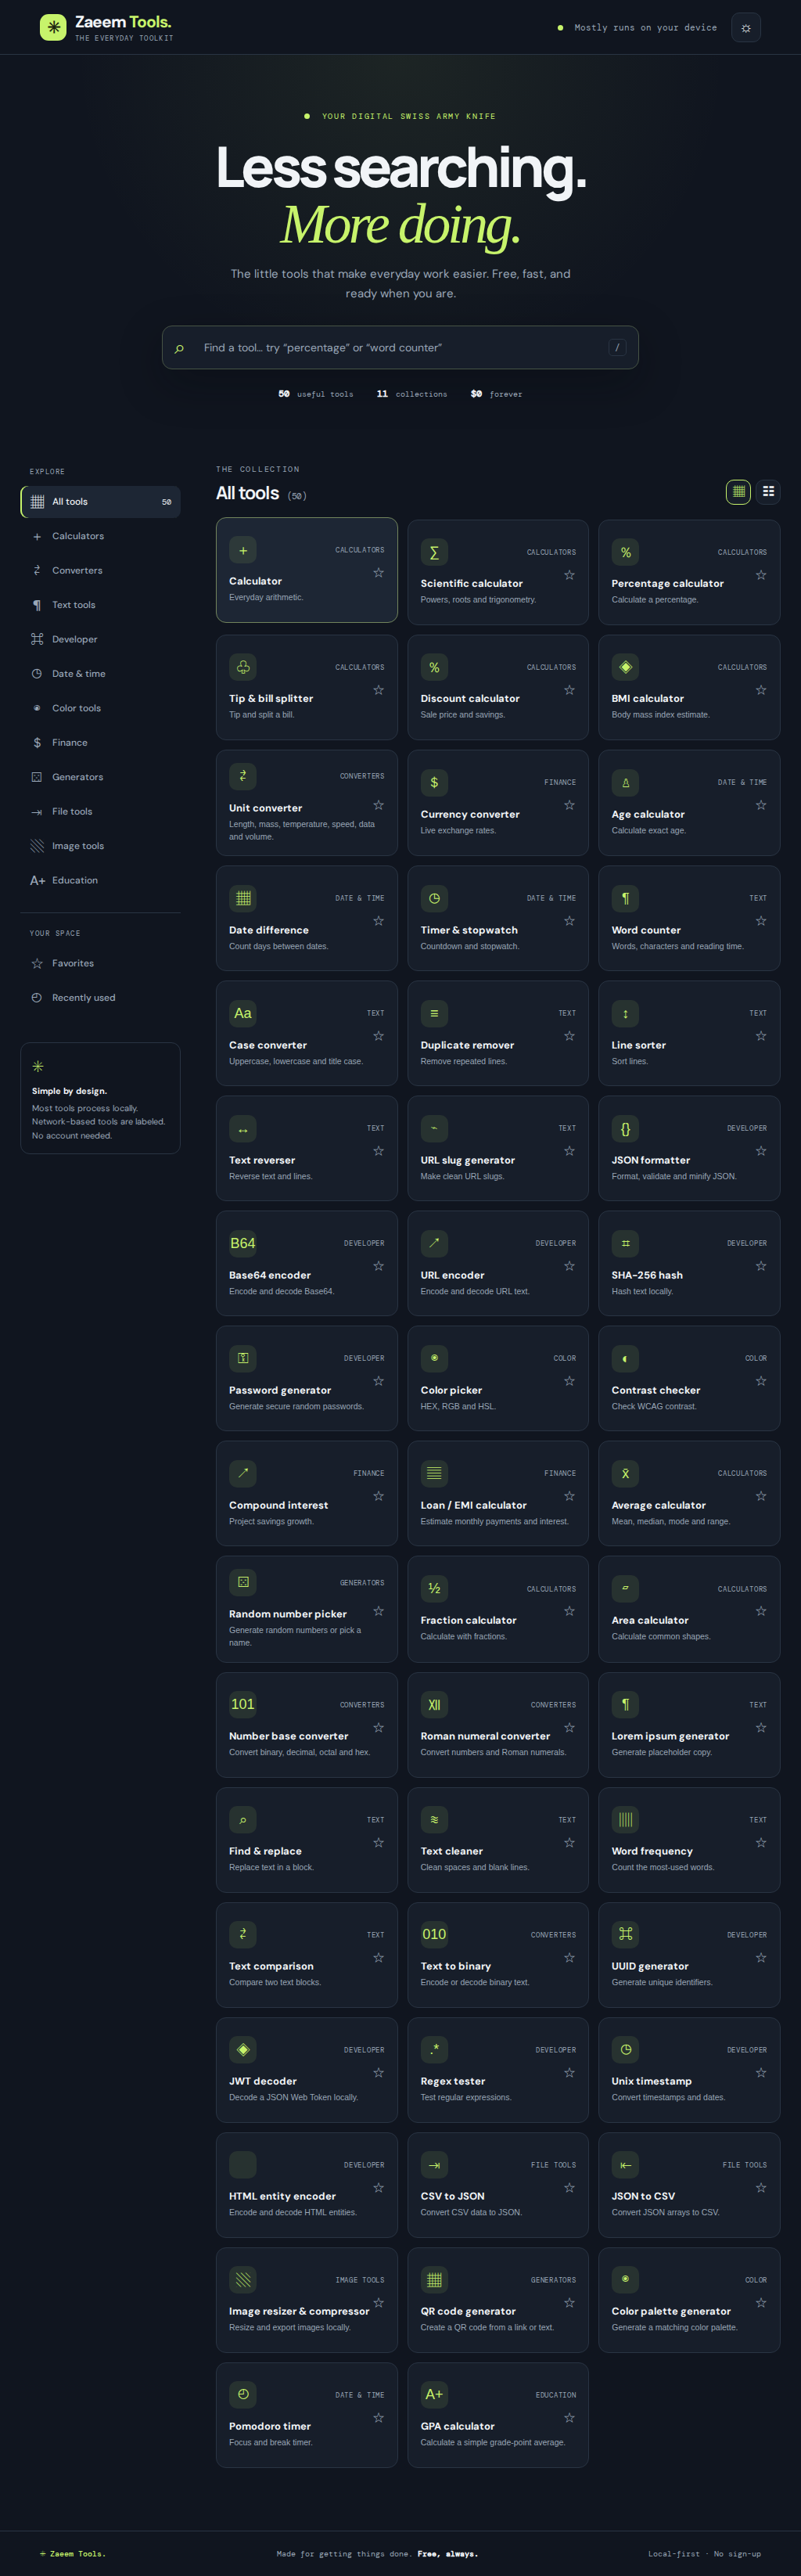 Zaeem Tools.
THE EVERYDAY TOOLKIT
Mostly runs on your device
YOUR DIGITAL SWISS ARMY KNIFE
Less searching.
More doing.
The little tools that make everyday work easier. Free, fast, and
ready when you are.
Find a tool… try “percentage” or “word counter”
/
50 useful tools
11 collections
$0 forever
EXPLORE
All tools 50
Calculators
Converters
¶ Text tools
Developer
Date & time
Color tools
$ Finance
Generators
File tools
Image tools
A+ Education
YOUR SPACE
Favorites
Recently used
Simple by design.
Most tools process locally.
Network-based tools are labeled.
No account needed.
THE COLLECTION
All tools (50)
+ CALCULATORS
Calculator
Everyday arithmetic.
∑ CALCULATORS
Scientific calculator
Powers, roots and trigonometry.
% CALCULATORS
Percentage calculator
Calculate a percentage.
CALCULATORS
Tip & bill splitter
Tip and split a bill.
% CALCULATORS
Discount calculator
Sale price and savings.
CALCULATORS
BMI calculator
Body mass index estimate.
CONVERTERS
Unit converter
Length, mass, temperature, speed, data
and volume.
$ FINANCE
Currency converter
Live exchange rates.
DATE & TIME
Age calculator
Calculate exact age.
DATE & TIME
Date difference
Count days between dates.
DATE & TIME
Timer & stopwatch
Countdown and stopwatch.
¶ TEXT
Word counter
Words, characters and reading time.
Aa TEXT
Case converter
Uppercase, lowercase and title case.
≡ TEXT
Duplicate remover
Remove repeated lines.
↕ TEXT
Line sorter
Sort lines.
↔ TEXT
Text reverser
Reverse text and lines.
TEXT
URL slug generator
Make clean URL slugs.
{} DEVELOPER
JSON formatter
Format, validate and minify JSON.
B64 DEVELOPER
Base64 encoder
Encode and decode Base64.
DEVELOPER
URL encoder
Encode and decode URL text.
DEVELOPER
SHA-256 hash
Hash text locally.
DEVELOPER
Password generator
Generate secure random passwords.
COLOR
Color picker
HEX, RGB and HSL.
COLOR
Contrast checker
Check WCAG contrast.
FINANCE
Compound interest
Project savings growth.
FINANCE
Loan / EMI calculator
Estimate monthly payments and interest.
x̄ CALCULATORS
Average calculator
Mean, median, mode and range.
GENERATORS
Random number picker
Generate random numbers or pick a
name.
½ CALCULATORS
Fraction calculator
Calculate with fractions.
CALCULATORS
Area calculator
Calculate common shapes.
101 CONVERTERS
Number base converter
Convert binary, decimal, octal and hex.
Ⅻ CONVERTERS
Roman numeral converter
Convert numbers and Roman numerals.
¶ TEXT
Lorem ipsum generator
Generate placeholder copy.
TEXT
Find & replace
Replace text in a block.
≋ TEXT
Text cleaner
Clean spaces and blank lines.
TEXT
Word frequency
Count the most-used words.
TEXT
Text comparison
Compare two text blocks.
010 CONVERTERS
Text to binary
Encode or decode binary text.
⌘ DEVELOPER
UUID generator
Generate unique identifiers.
DEVELOPER
JWT decoder
Decode a JSON Web Token locally.
.* DEVELOPER
Regex tester
Test regular expressions.
DEVELOPER
Unix timestamp
Convert timestamps and dates.
DEVELOPER
HTML entity encoder
Encode and decode HTML entities.
FILE TOOLS
CSV to JSON
Convert CSV data to JSON.
FILE TOOLS
JSON to CSV
Convert JSON arrays to CSV.
IMAGE TOOLS
Image resizer & compressor
Resize and export images locally.
GENERATORS
QR code generator
Create a QR code from a link or text.
COLOR
Color palette generator
Generate a matching color palette.
DATE & TIME
Pomodoro timer
Focus and break timer.
A+ EDUCATION
GPA calculator
Calculate a simple grade-point average.
Zaeem Tools.
Made for getting things done. Free, always.
Local-first · No sign-up